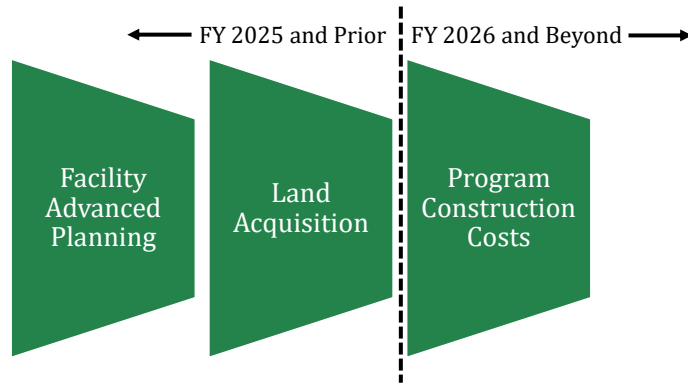 FY 2025 and Prior
FY 2026 and Beyond
Facility
Advanced
Planning
Land
Acquisition
Program
Construction
Costs